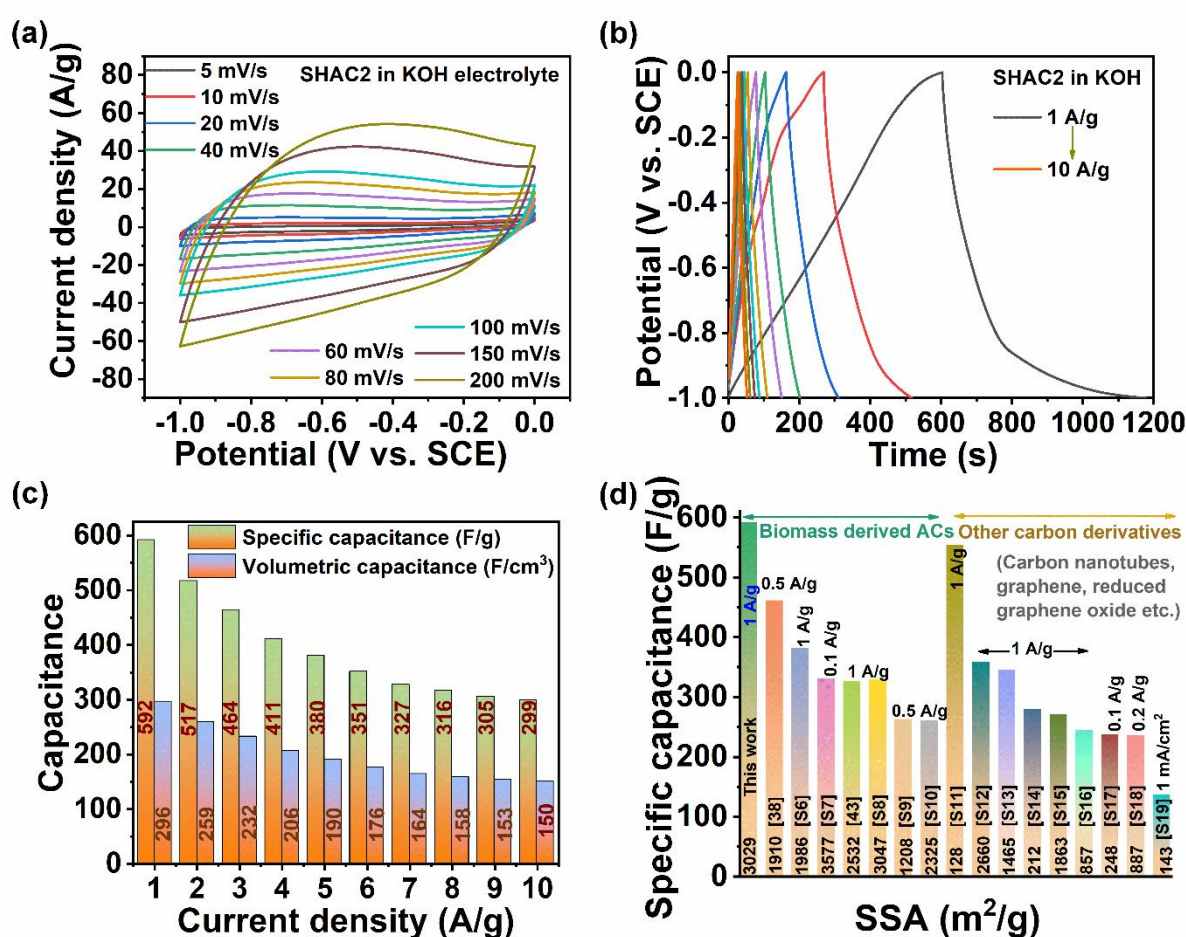 (a)
Current density (A/g)
80
60
40
20
0
-20
-40
-60
-80
5 mV/s
10 mV/s
20 mV/s
40 mV/s
SHAC2 in KOH electrolyte
60 mV/s
80 mV/s
100 mV/s
150 mV/s
200 mV/s
-1.0 -0.8 -0.6 -0.4 -0.2 0.0
Potential (V vs. SCE)
(b)
Potential (V vs. SCE)
0.0
-0.2
-0.4
-0.6
-0.8
-1.0
SHAC2 in KOH
1 A/g
10 A/g
0 200 400 600 800 1000 1200
Time (s)
(c)
Capacitance
600
500
400
300
200
100
0
Specific capacitance (F/g)
Volumetric capacitance (F/cm³)
592 517 464 411 380 351 327 316 305 299
296 259 232 206 190 176 164 158 153 150
1 2 3 4 5 6 7 8 9 10
Current density (A/g)
(d)
Specific capacitance (F/g)
600
500
400
300
200
100
0
Biomass derived ACs
Other carbon derivatives
(Carbon nanotubes,
graphene, reduced
graphene oxide etc.)
1 A/g
0.5 A/g
1 A/g
0.1 A/g
1 A/g
0.5 A/g
1 A/g
1 A/g
0.1 A/g
0.2 A/g
1 mA/cm²
3029 This work
1910 [38]
1986 [S6]
3577 [S7]
2532 [43]
3047 [S8]
1208 [S9]
2325 [S10]
128 [S11]
2660 [S12]
1465 [S13]
212 [S14]
1863 [S15]
857 [S16]
248 [S17]
887 [S18]
143 [S19]
SSA (m²/g)